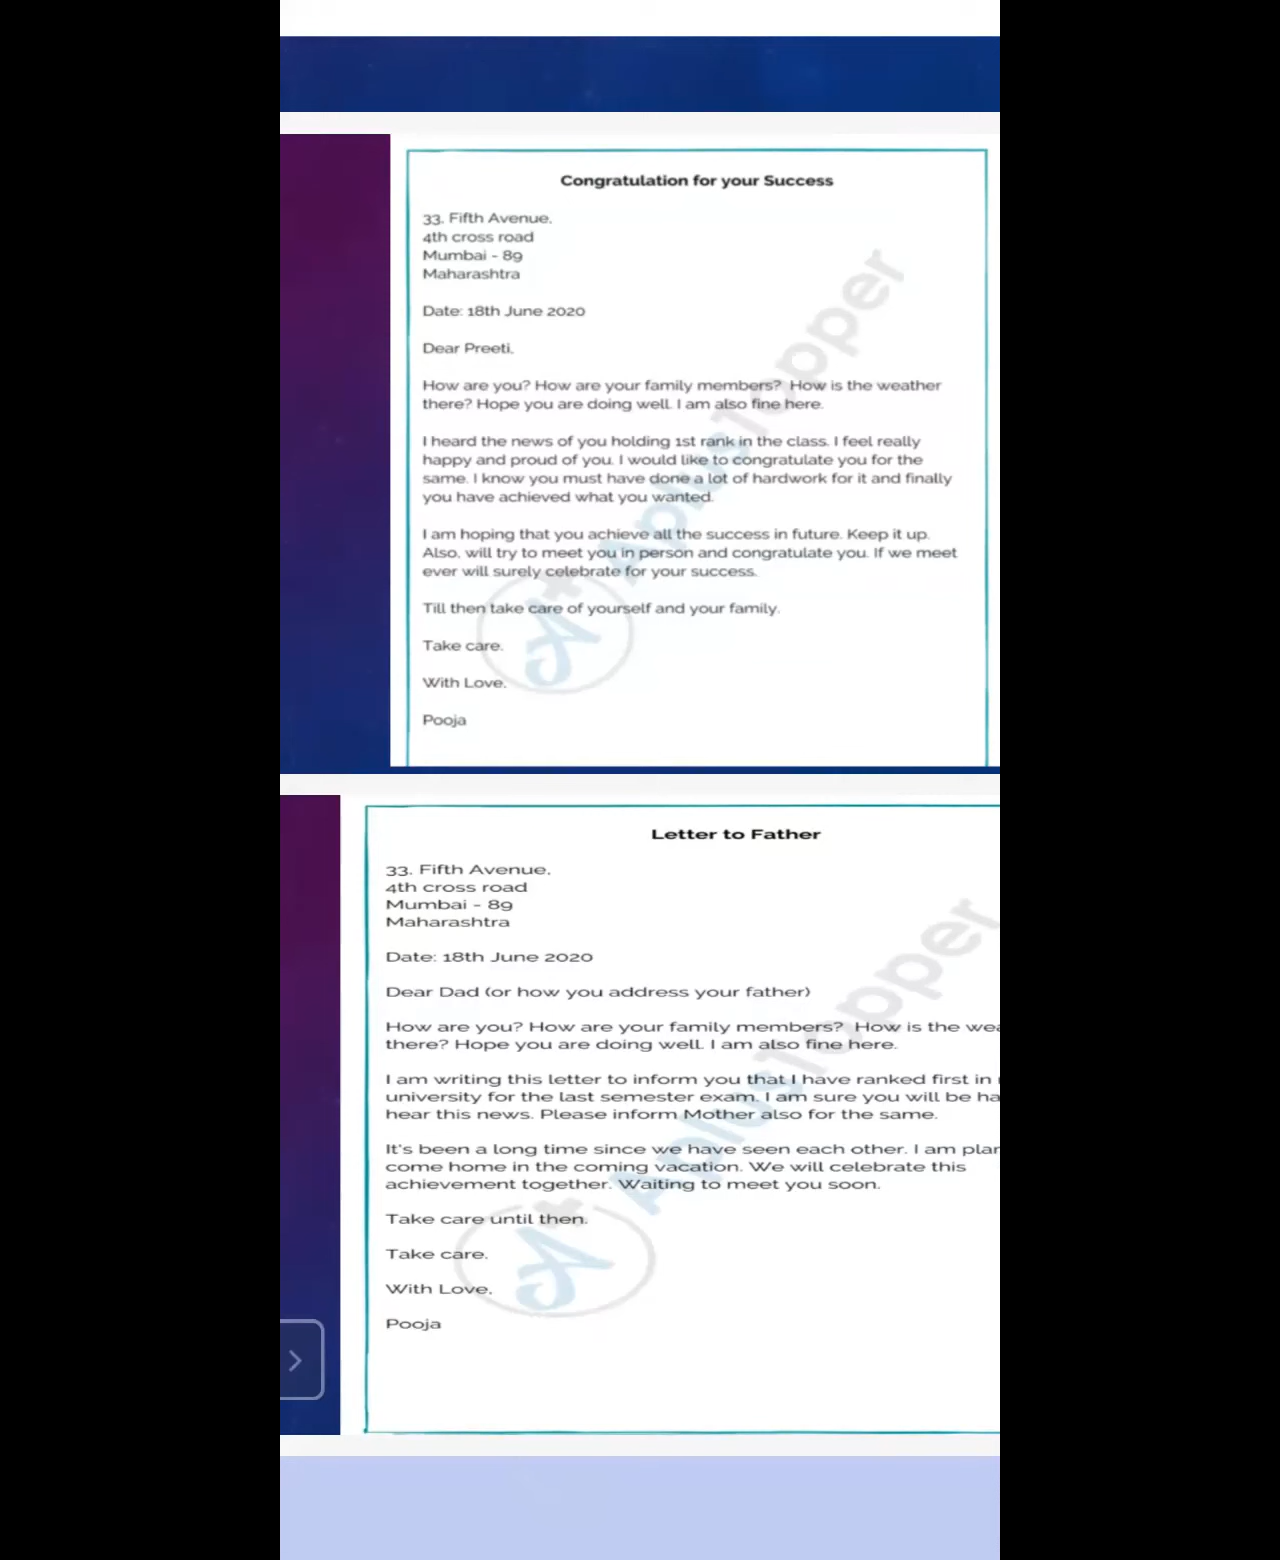 Congratulation for your Success
33, Fifth Avenue,
4th cross road
Mumbai - 89
Maharashtra
Date: 18th June 2020
Dear Preeti,
How are you? How are your family members? How is the weather
there? Hope you are doing well. I am also fine here.
I heard the news of you holding 1st rank in the class. I feel really
happy and proud of you. I would like to congratulate you for the
same. I know you must have done a lot of hardwork for it and finally
you have achieved what you wanted.
I am hoping that you achieve all the success in future. Keep it up.
Also, will try to meet you in person and congratulate you. If we meet
ever will surely celebrate for your success.
Till then take care of yourself and your family.
Take care.
With Love,
Pooja
AplusTopper
A+
Letter to Father
33, Fifth Avenue,
4th cross road
Mumbai - 89
Maharashtra
Date: 18th June 2020
Dear Dad (or how you address your father)
How are you? How are your family members? How is the wea
there? Hope you are doing well. I am also fine here.
I am writing this letter to inform you that I have ranked first in
university for the last semester exam. I am sure you will be ha
hear this news. Please inform Mother also for the same.
It's been a long time since we have seen each other. I am plan
come home in the coming vacation. We will celebrate this
achievement together. Waiting to meet you soon.
Take care until then.
Take care.
With Love,
Pooja
AplusTopper
A+